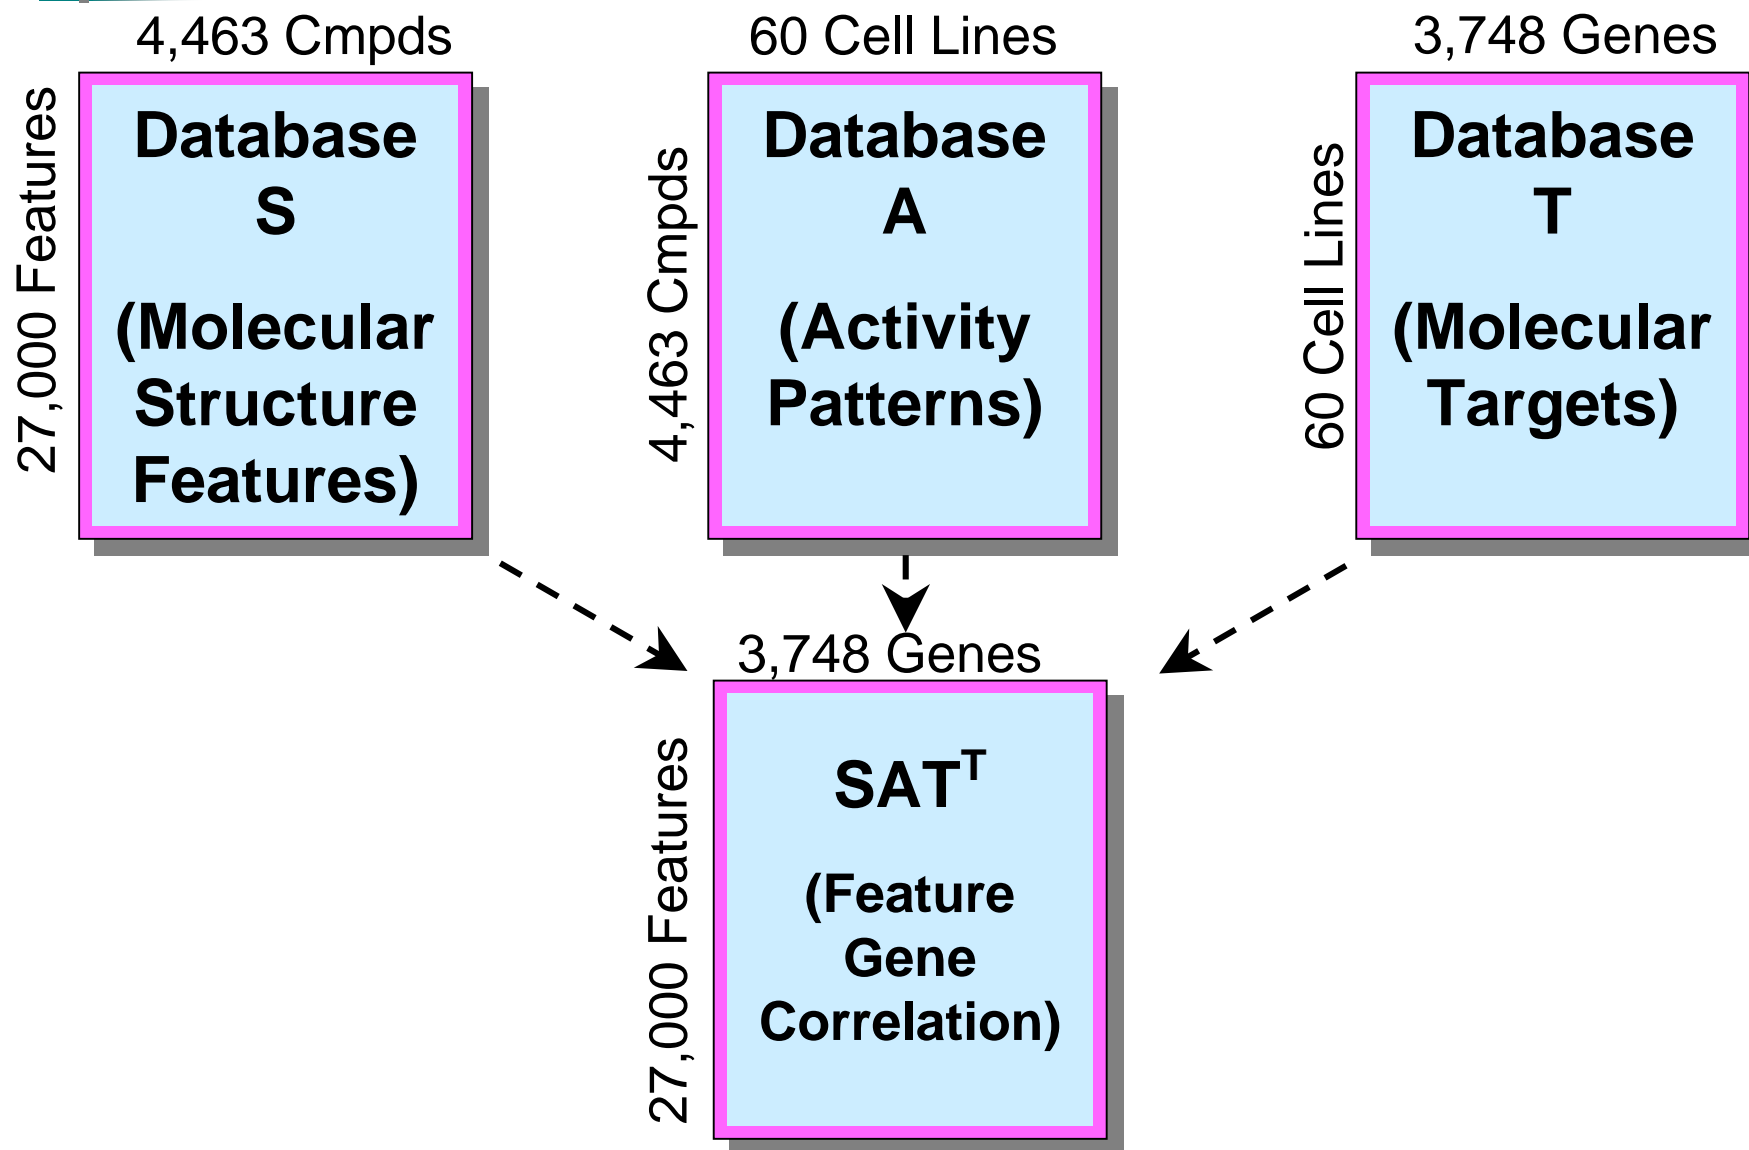 4,463 Cmpds
27,000 Features
Database
S
(Molecular
Structure
Features)
60 Cell Lines
4,463 Cmpds
Database
A
(Activity
Patterns)
3,748 Genes
60 Cell Lines
Database
T
(Molecular
Targets)
3,748 Genes
27,000 Features
SATᵀ
(Feature
Gene
Correlation)